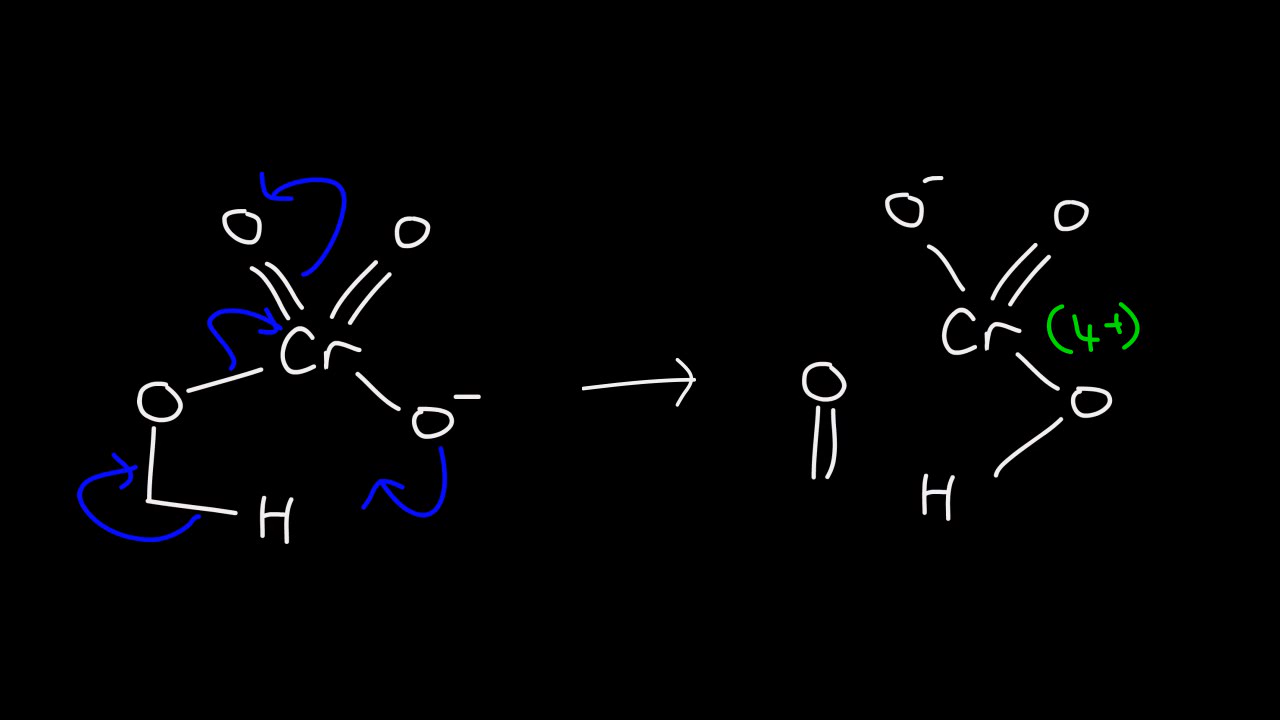 O O
Cr
O O⁻
H
O⁻ O
Cr (4+)
O O
H